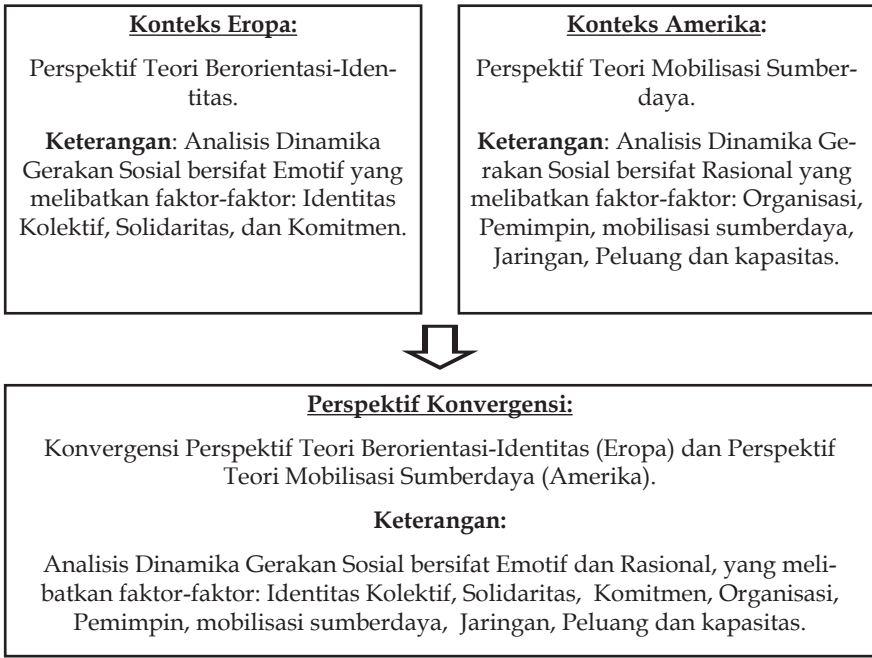 Konteks Eropa:
Perspektif Teori Berorientasi-Iden-
titas.
Keterangan: Analisis Dinamika
Gerakan Sosial bersifat Emotif yang
melibatkan faktor-faktor: Identitas
Kolektif, Solidaritas, dan Komitmen.
Konteks Amerika:
Perspektif Teori Mobilisasi Sumber-
daya.
Keterangan: Analisis Dinamika Ge-
rakan Sosial bersifat Rasional yang
melibatkan faktor-faktor: Organisasi,
Pemimpin, mobilisasi sumberdaya,
Jaringan, Peluang dan kapasitas.
Perspektif Konvergensi:
Konvergensi Perspektif Teori Berorientasi-Identitas (Eropa) dan Perspektif
Teori Mobilisasi Sumberdaya (Amerika).
Keterangan:
Analisis Dinamika Gerakan Sosial bersifat Emotif dan Rasional, yang meli-
batkan faktor-faktor: Identitas Kolektif, Solidaritas, Komitmen, Organisasi,
Pemimpin, mobilisasi sumberdaya, Jaringan, Peluang dan kapasitas.